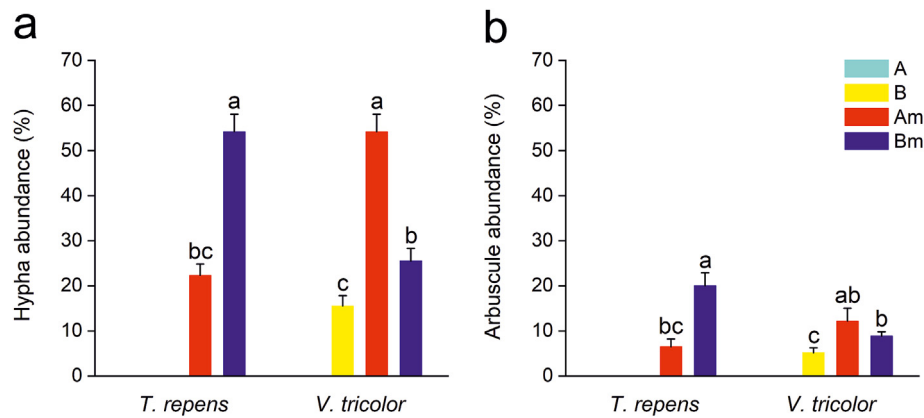 a
Hypha abundance (%)
70
60
50
40
30
20
10
0
bc
a
c
a
b
T. repens
V. tricolor
b
Arbuscule abundance (%)
70
60
50
40
30
20
10
0
bc
a
c
ab
b
T. repens
V. tricolor
A
B
Am
Bm